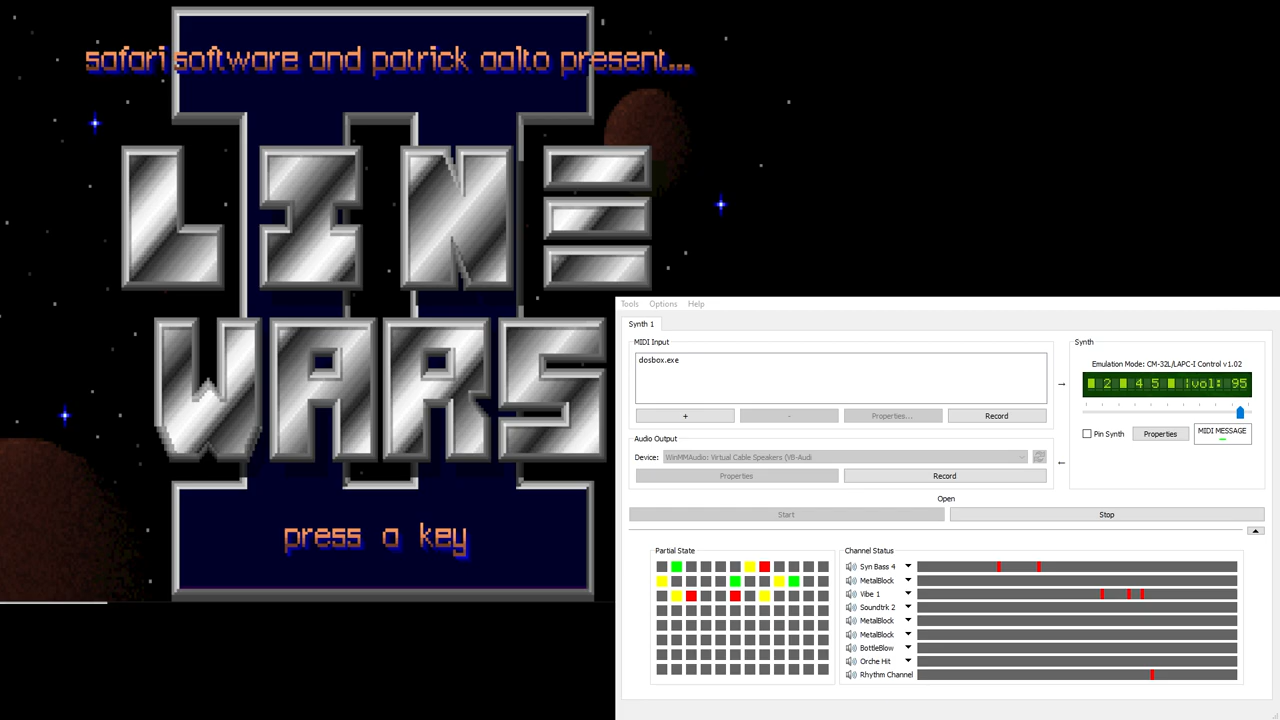 safari software and patrick aalto present...
LINE
WARS
II
press a key
Tools Options Help
Synth 1
MIDI Input
dosbox.exe
+ - Properties... Record
Audio Output
Device: WinMMAudio: Virtual Cable Speakers (VB-Audi
Properties Record
→
←
Synth
Emulation Mode: CM-32L/LAPC-I Control v1.02
2 4 5 |vol: 95
Pin Synth Properties MIDI MESSAGE
Open
Start Stop
Partial State
Channel Status
Syn Bass 4
MetalBlock
Vibe 1
Soundtrk 2
MetalBlock
MetalBlock
BottleBlow
Orche Hit
Rhythm Channel